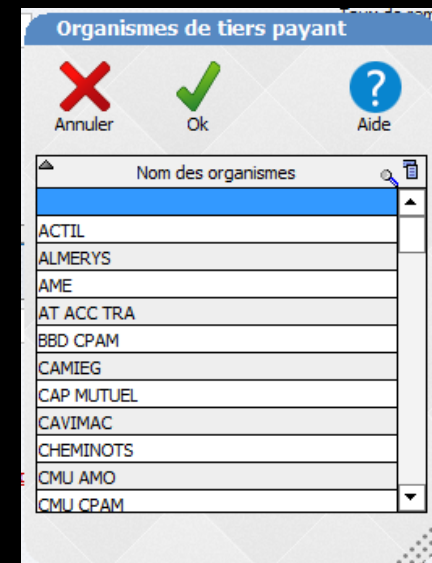 Organismes de tiers payant
Annuler
Ok
Aide
Nom des organismes
ACTIL
ALMERYS
AME
AT ACC TRA
BBD CPAM
CAMIEG
CAP MUTUEL
CAVIMAC
CHEMINOTS
CMU AMO
CMU CPAM